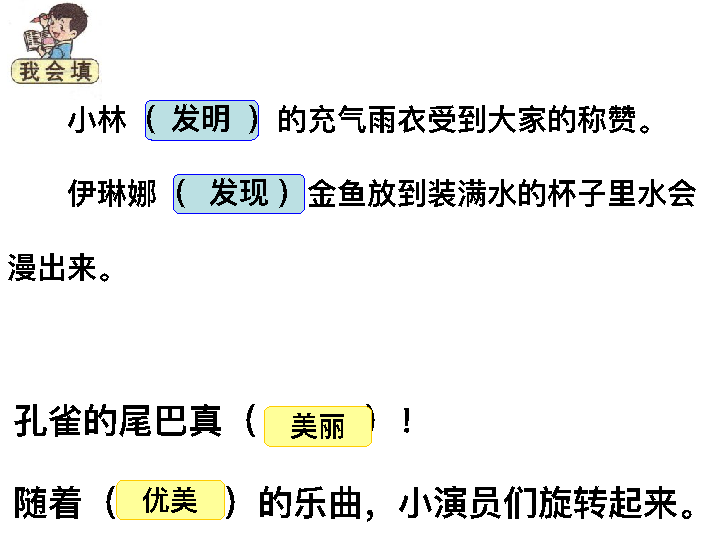 我会填
小林（ 发明 ）的充气雨衣受到大家的称赞。
伊琳娜（ 发现 ）金鱼放到装满水的杯子里水会
漫出来。
孔雀的尾巴真（ 美丽 ）！
随着（ 优美 ）的乐曲，小演员们旋转起来。